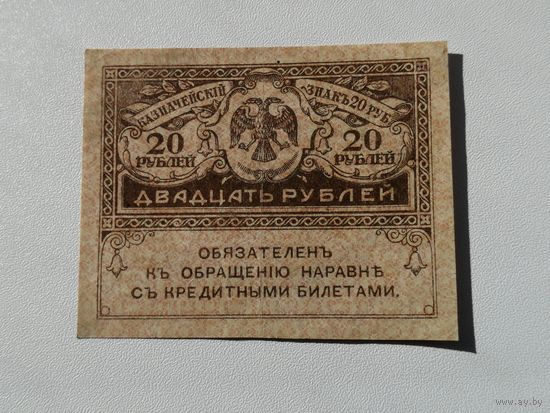 КАЗНАЧЕЙСКІЙ ЗНАКЪ 20 РУБ.
20 РУБЛЕЙ 20 РУБЛЕЙ
ДВАДЦАТЬ РУБЛЕЙ
ОБЯЗАТЕЛЕНЪ
КЪ ОБРАЩЕНІЮ НАРАВНѢ
СЪ КРЕДИТНЫМИ БИЛЕТАМИ.
www.ay.by